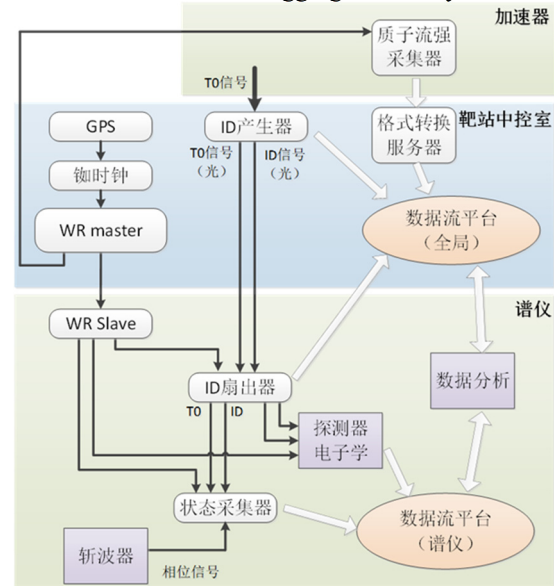 加速器
质子流强
采集器
T0信号
靶站中控室
GPS
ID产生器
格式转换
服务器
T0信号
（光）
ID信号
（光）
铷时钟
WR master
数据流平台
（全局）
谱仪
WR Slave
ID扇出器
数据分析
T0
ID
探测器
电子学
状态采集器
数据流平台
（谱仪）
斩波器
相位信号